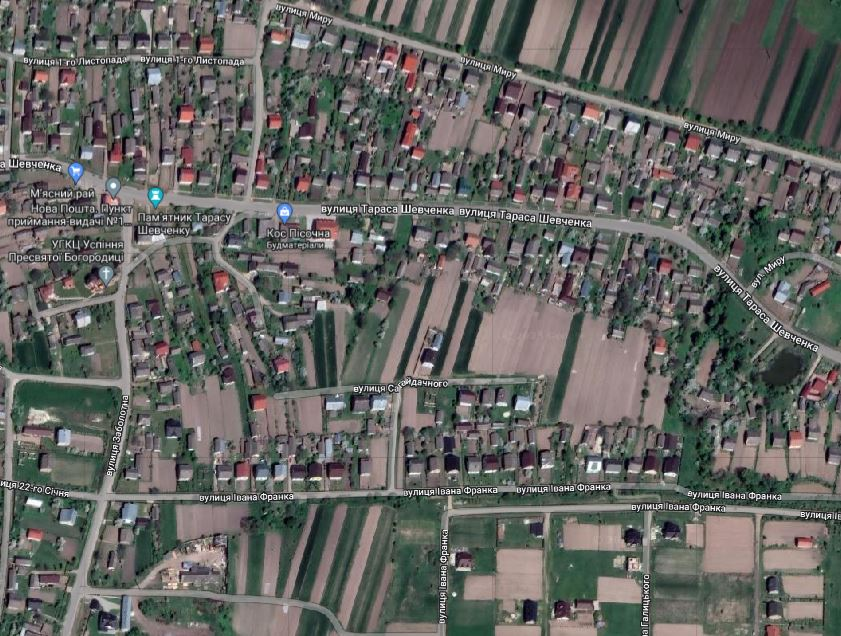 вулиця Миру
вулиця 1-го Листопада
вулиця 1-го Листопада
вулиця Миру
вулиця Миру
а Шевченка
М'ясний рай
Нова Пошта. Пункт
приймання-видачі №1
Пам'ятник Тарасу
Шевченку
Кос Пісочна
Будматеріали
вулиця Тараса Шевченка
вулиця Тараса Шевченка
УГКЦ Успіння
Пресвятої Богородиці
вул. Миру
вулиця Тараса Шевченка
вулиця Сагайдачного
вулиця Заболотна
иця 22-го Січня
вулиця Івана Франка
вулиця Івана Франка
вулиця Івана Франка
вулиця Івана Франка
вулиця Івана Франка
вулиця Ів
вулиця Івана Франка
а Галицького